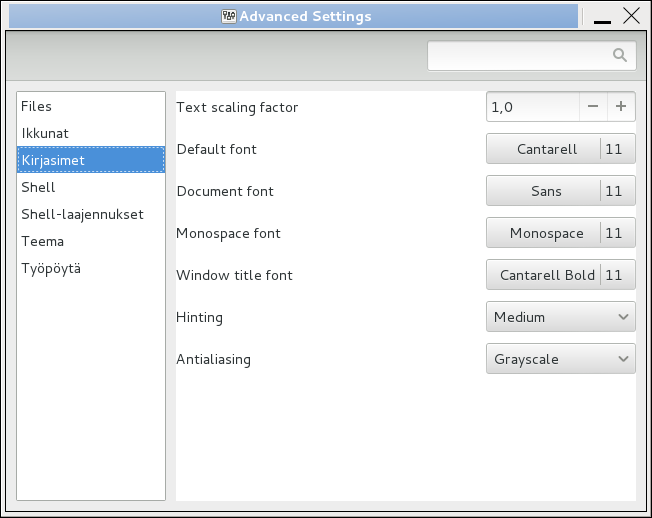 Advanced Settings
Files
Ikkunat
Kirjasimet
Shell
Shell-laajennukset
Teema
Työpöytä
Text scaling factor 1,0
Default font Cantarell 11
Document font Sans 11
Monospace font Monospace 11
Window title font Cantarell Bold 11
Hinting Medium
Antialiasing Grayscale